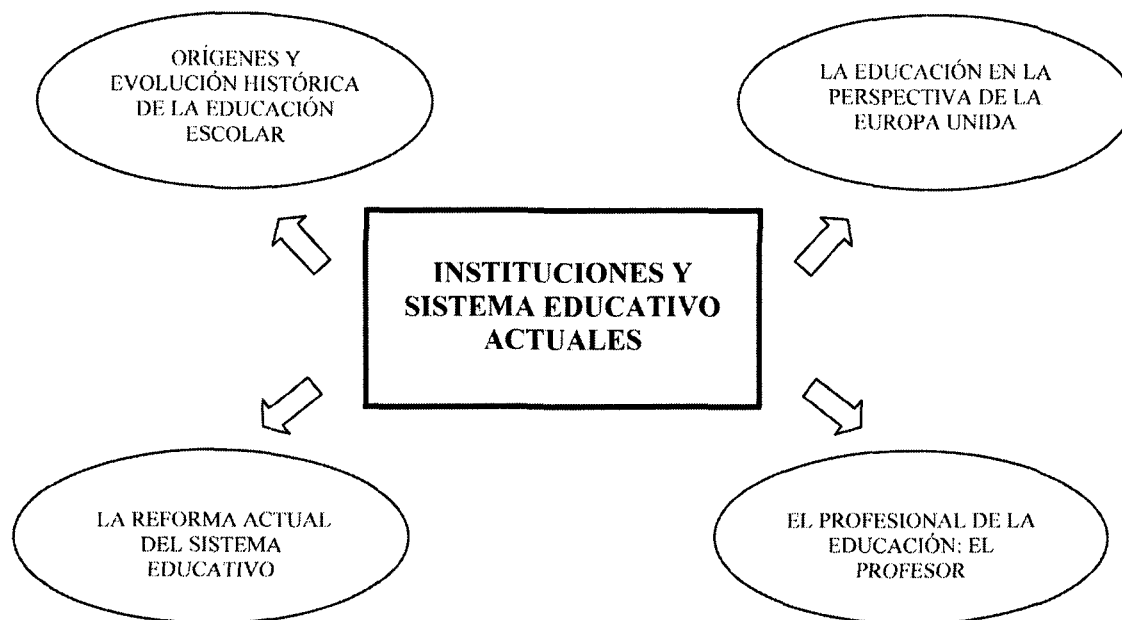 ORÍGENES Y
EVOLUCIÓN HISTÓRICA
DE LA EDUCACIÓN
ESCOLAR
LA EDUCACIÓN EN LA
PERSPECTIVA DE LA
EUROPA UNIDA
INSTITUCIONES Y
SISTEMA EDUCATIVO
ACTUALES
LA REFORMA ACTUAL
DEL SISTEMA
EDUCATIVO
EL PROFESIONAL DE LA
EDUCACIÓN: EL
PROFESOR